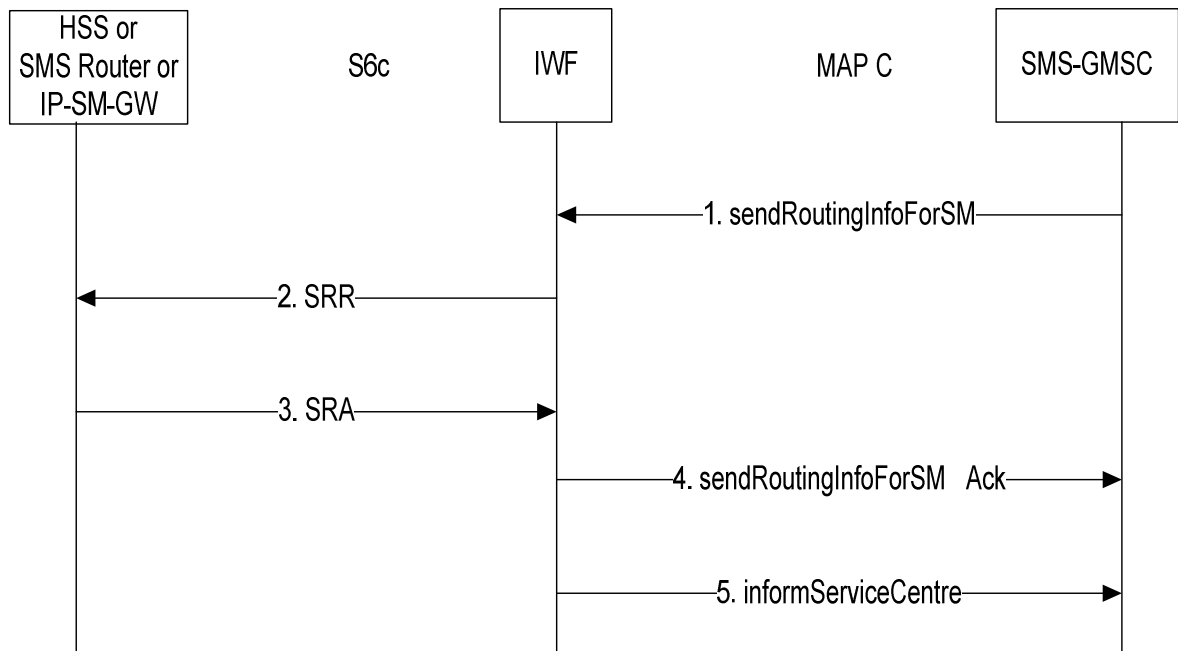 HSS or
SMS Router or
IP-SM-GW
S6c
IWF
MAP C
SMS-GMSC
1. sendRoutingInfoForSM
2. SRR
3. SRA
4. sendRoutingInfoForSM Ack
5. informServiceCentre